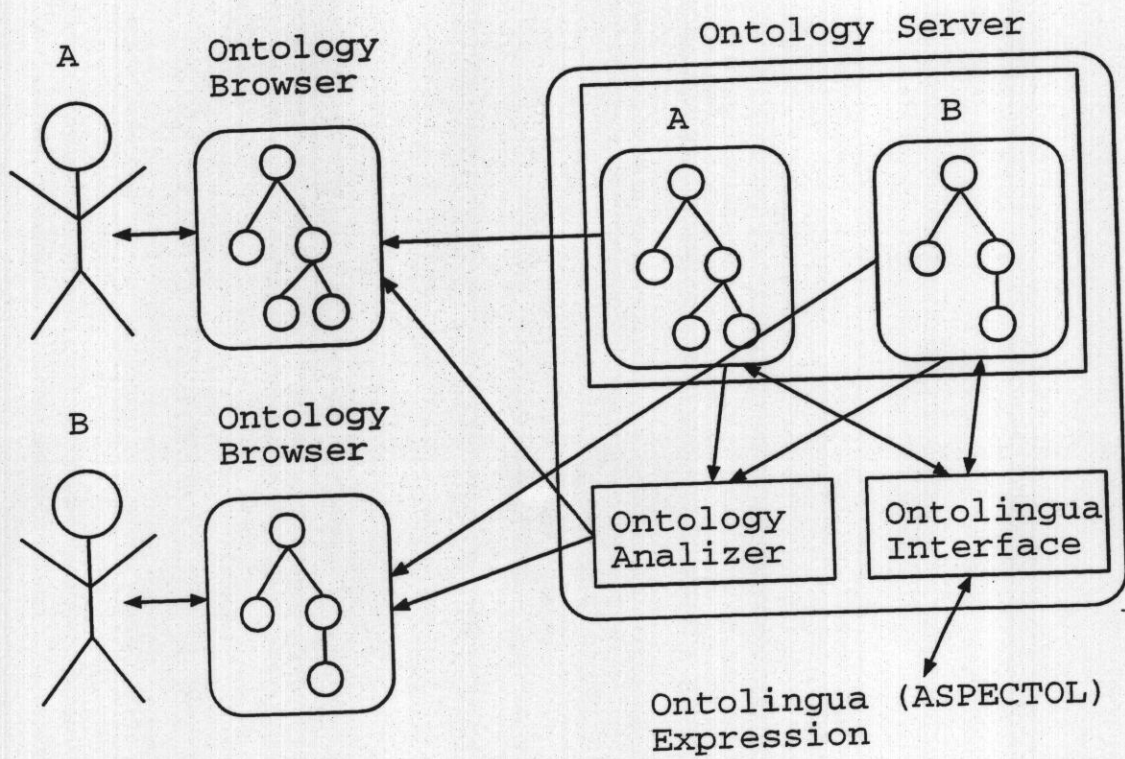 Ontology Server
A
Ontology
Browser
A
B
B
Ontology
Browser
Ontology
Analizer
Ontolingua
Interface
Ontolingua (ASPECTOL)
Expression